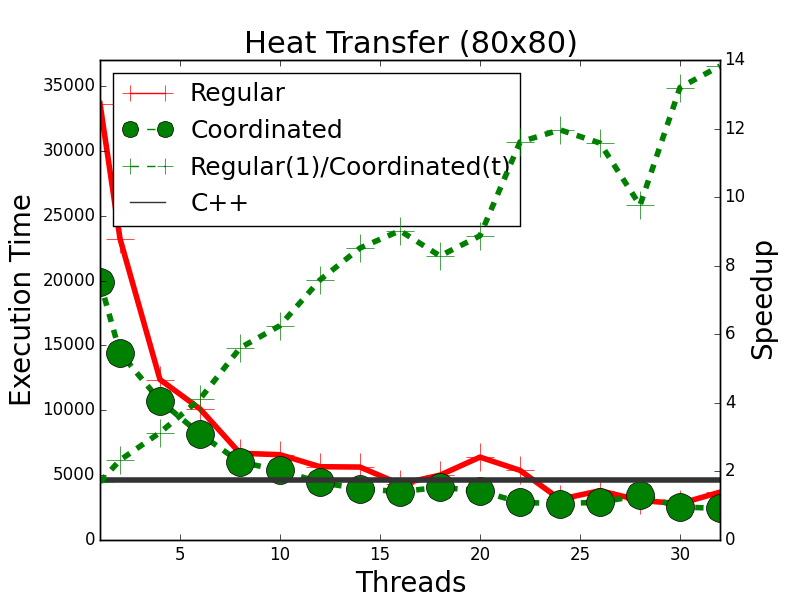 Heat Transfer (80x80)
Regular
Coordinated
Regular(1)/Coordinated(t)
C++
Execution Time
35000
30000
25000
20000
15000
10000
5000
0
14
12
10
8
6
4
2
0
Speedup
5 10 15 20 25 30
Threads